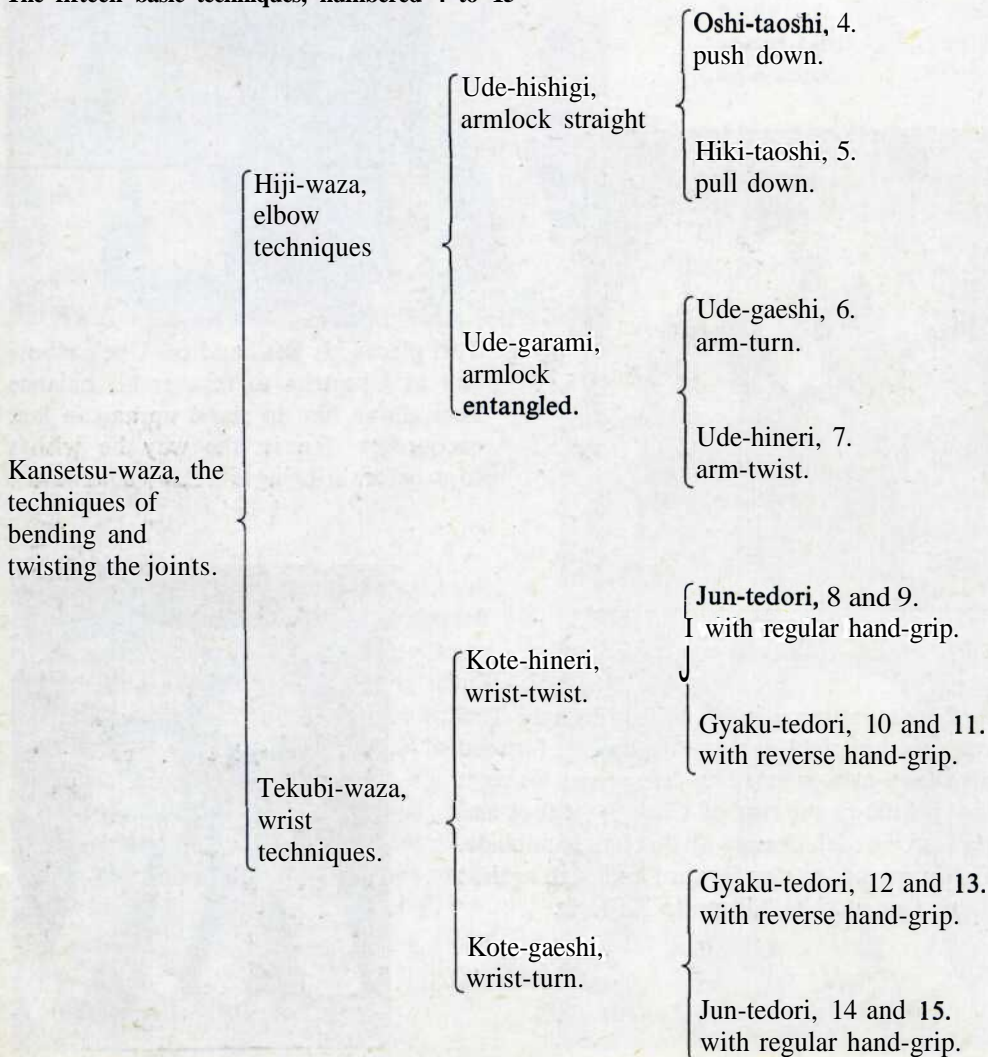 The fifteen basic techniques, numbered 4 to 15
Oshi-taoshi, 4.
push down.
Ude-hishigi,
armlock straight
Hiki-taoshi, 5.
pull down.
Hiji-waza,
elbow
techniques
Ude-gaeshi, 6.
arm-turn.
Ude-garami,
armlock
entangled.
Ude-hineri, 7.
arm-twist.
Kansetsu-waza, the
techniques of
bending and
twisting the joints.
Jun-tedori, 8 and 9.
with regular hand-grip.
Kote-hineri,
wrist-twist.
Gyaku-tedori, 10 and 11.
with reverse hand-grip.
Tekubi-waza,
wrist
techniques.
Gyaku-tedori, 12 and 13.
with reverse hand-grip.
Kote-gaeshi,
wrist-turn.
Jun-tedori, 14 and 15.
with regular hand-grip.